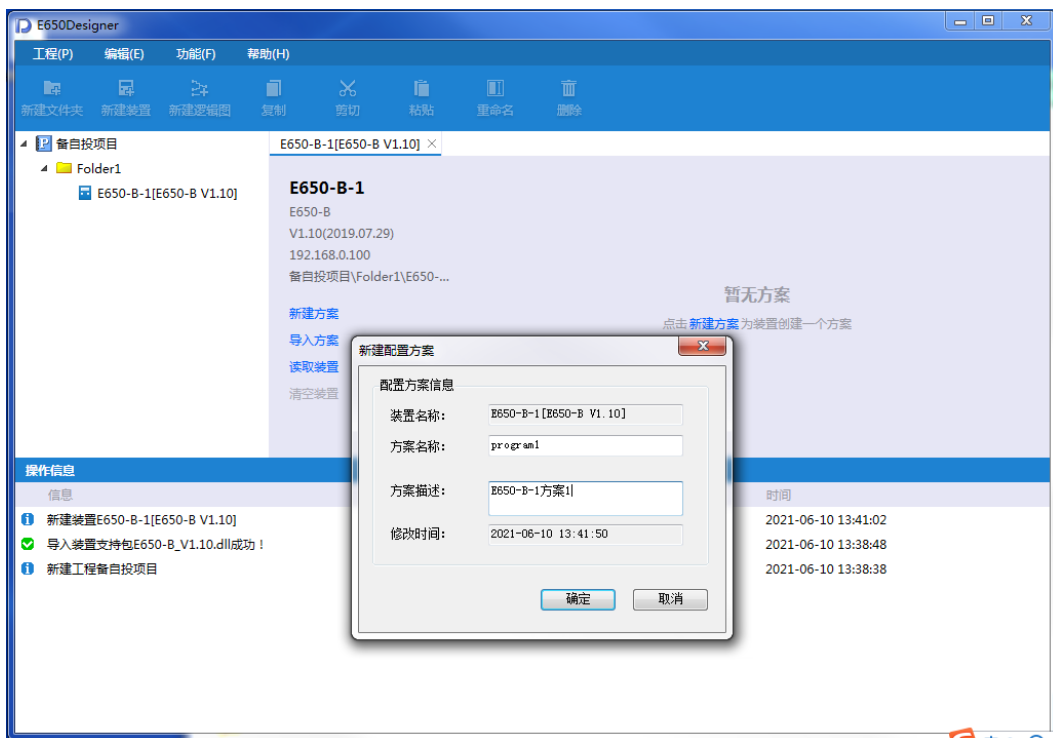 E650Designer
工程(P) 编辑(E) 功能(F) 帮助(H)
新建文件夹 新建装置 新建逻辑图 复制 剪切 粘贴 重命名 删除
备自投项目
Folder1
E650-B-1[E650-B V1.10]
E650-B-1[E650-B V1.10]
E650-B-1
E650-B
V1.10(2019.07.29)
192.168.0.100
备自投项目\Folder1\E650-...
新建方案
导入方案
读取装置
清空装置
暂无方案
点击 新建方案 为装置创建一个方案
新建配置方案
配置方案信息
装置名称： E650-B-1[E650-B V1.10]
方案名称： program1
方案描述： E650-B-1方案1
修改时间： 2021-06-10 13:41:50
确定 取消
操作信息
信息 时间
新建装置E650-B-1[E650-B V1.10] 2021-06-10 13:41:02
导入装置支持包E650-B_V1.10.dll成功！ 2021-06-10 13:38:48
新建工程备自投项目 2021-06-10 13:38:38